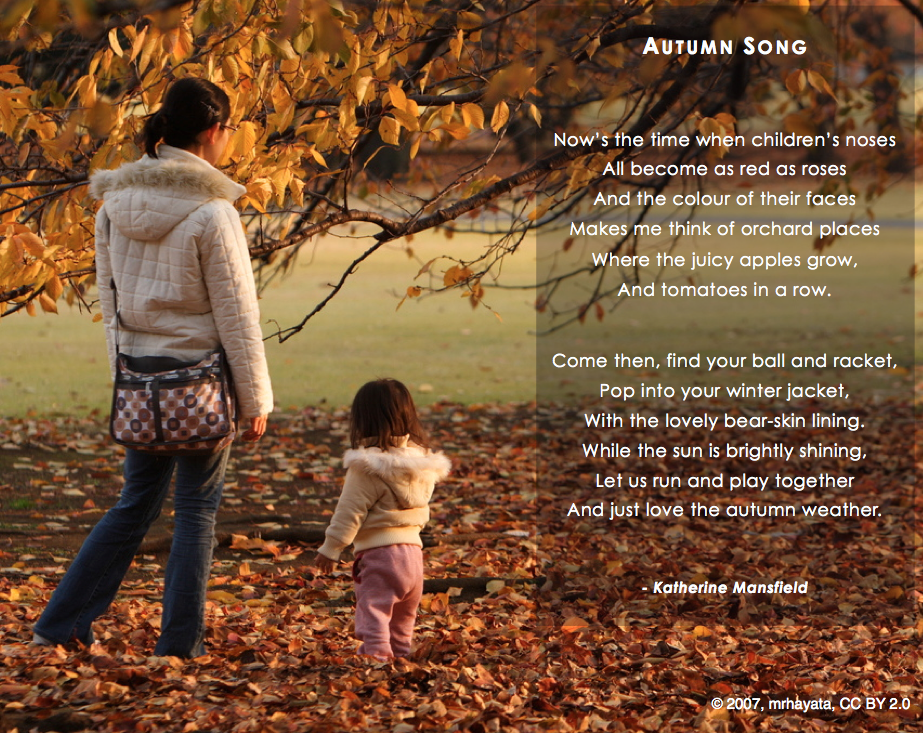 AUTUMN SONG
Now’s the time when children’s noses
All become as red as roses
And the colour of their faces
Makes me think of orchard places
Where the juicy apples grow,
And tomatoes in a row.
Come then, find your ball and racket,
Pop into your winter jacket,
With the lovely bear-skin lining.
While the sun is brightly shining,
Let us run and play together
And just love the autumn weather.
- Katherine Mansfield
© 2007, mrhayata, CC BY 2.0